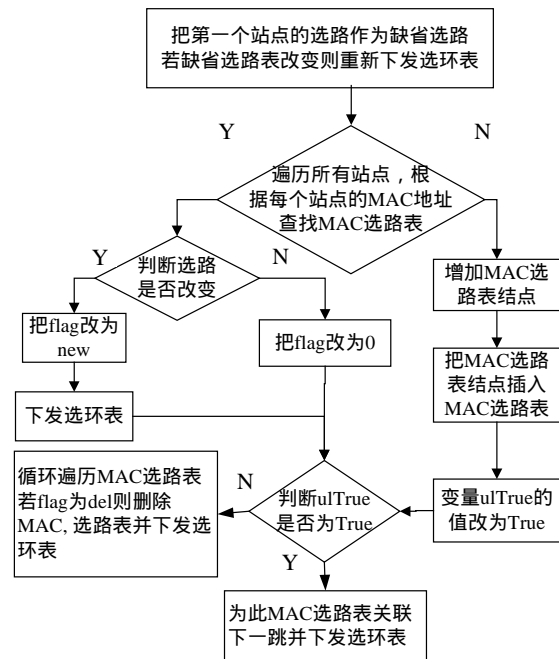 把第一个站点的选路作为缺省选路
若缺省选路表改变则重新下发选环表
Y
N
遍历所有站点，根
据每个站点的MAC地址
查找MAC选路表
Y
判断选路
是否改变
N
增加MAC选
路表结点
把flag改为
new
把flag改为0
把MAC选路
表结点插入
MAC选路表
下发选环表
循环遍历MAC选路表
若flag为del则删除
MAC, 选路表并下发选
环表
N
判断ulTrue
是否为True
变量ulTrue的
值改为True
Y
为此MAC选路表关联
下一跳并下发选环表